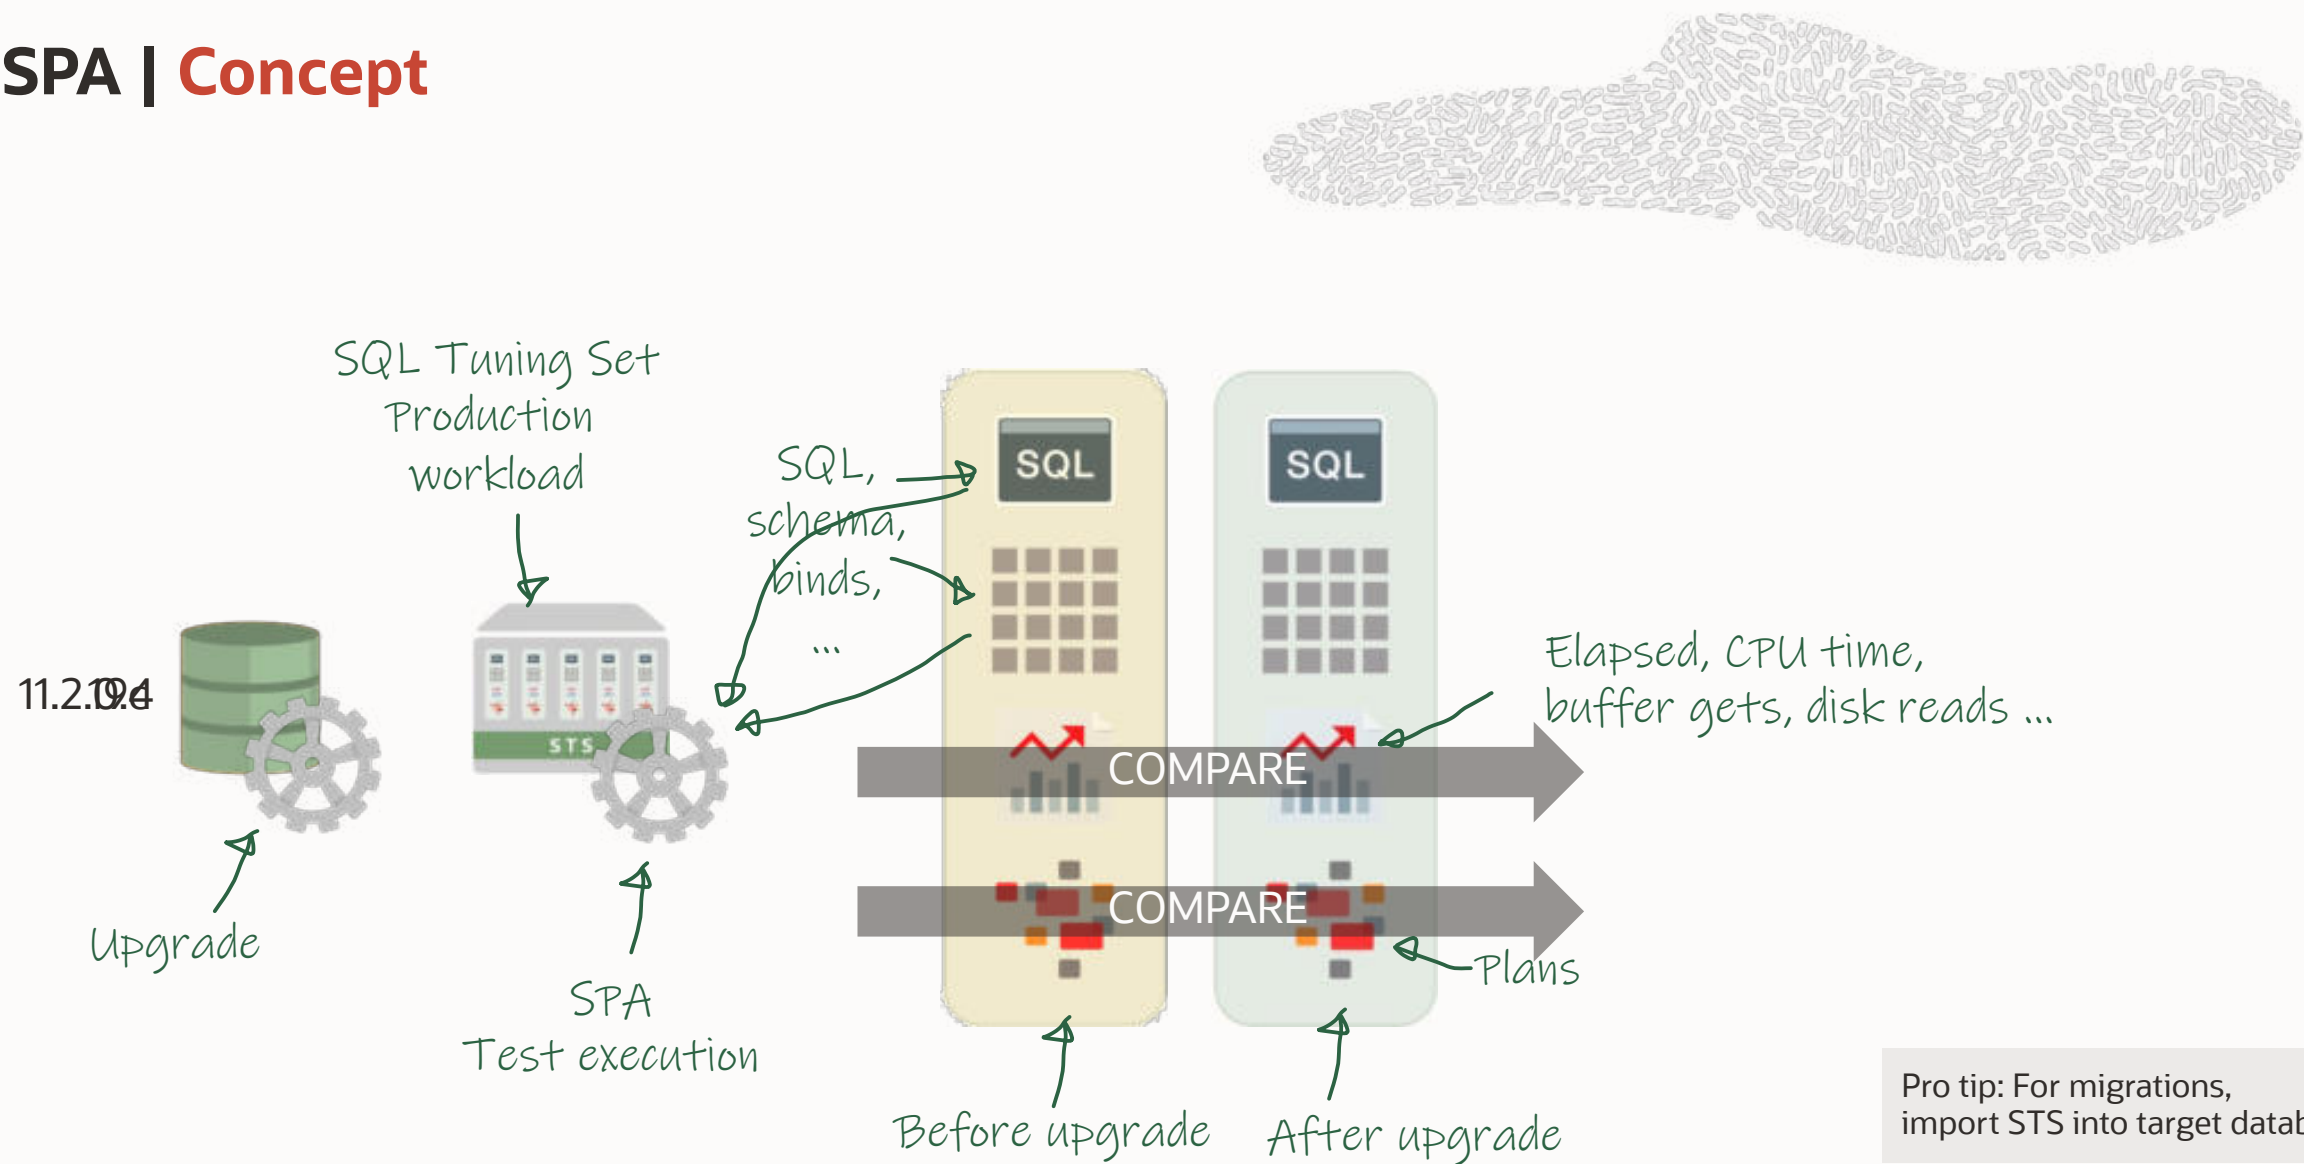 SPA | Concept
SQL Tuning Set
Production
workload
SQL,
schema,
binds,
...
SQL
SQL
Elapsed, CPU time,
buffer gets, disk reads ...
11.2.0.4
19c
STS
COMPARE
COMPARE
Plans
Upgrade
SPA
Test execution
Before upgrade
After upgrade
Pro tip: For migrations,
import STS into target datab